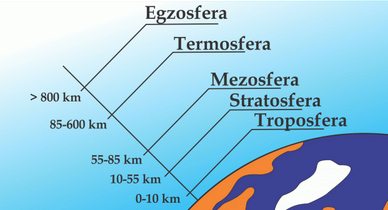 Egzosfera
Termosfera
Mezosfera
Stratosfera
Troposfera
> 800 km
85-600 km
55-85 km
10-55 km
0-10 km